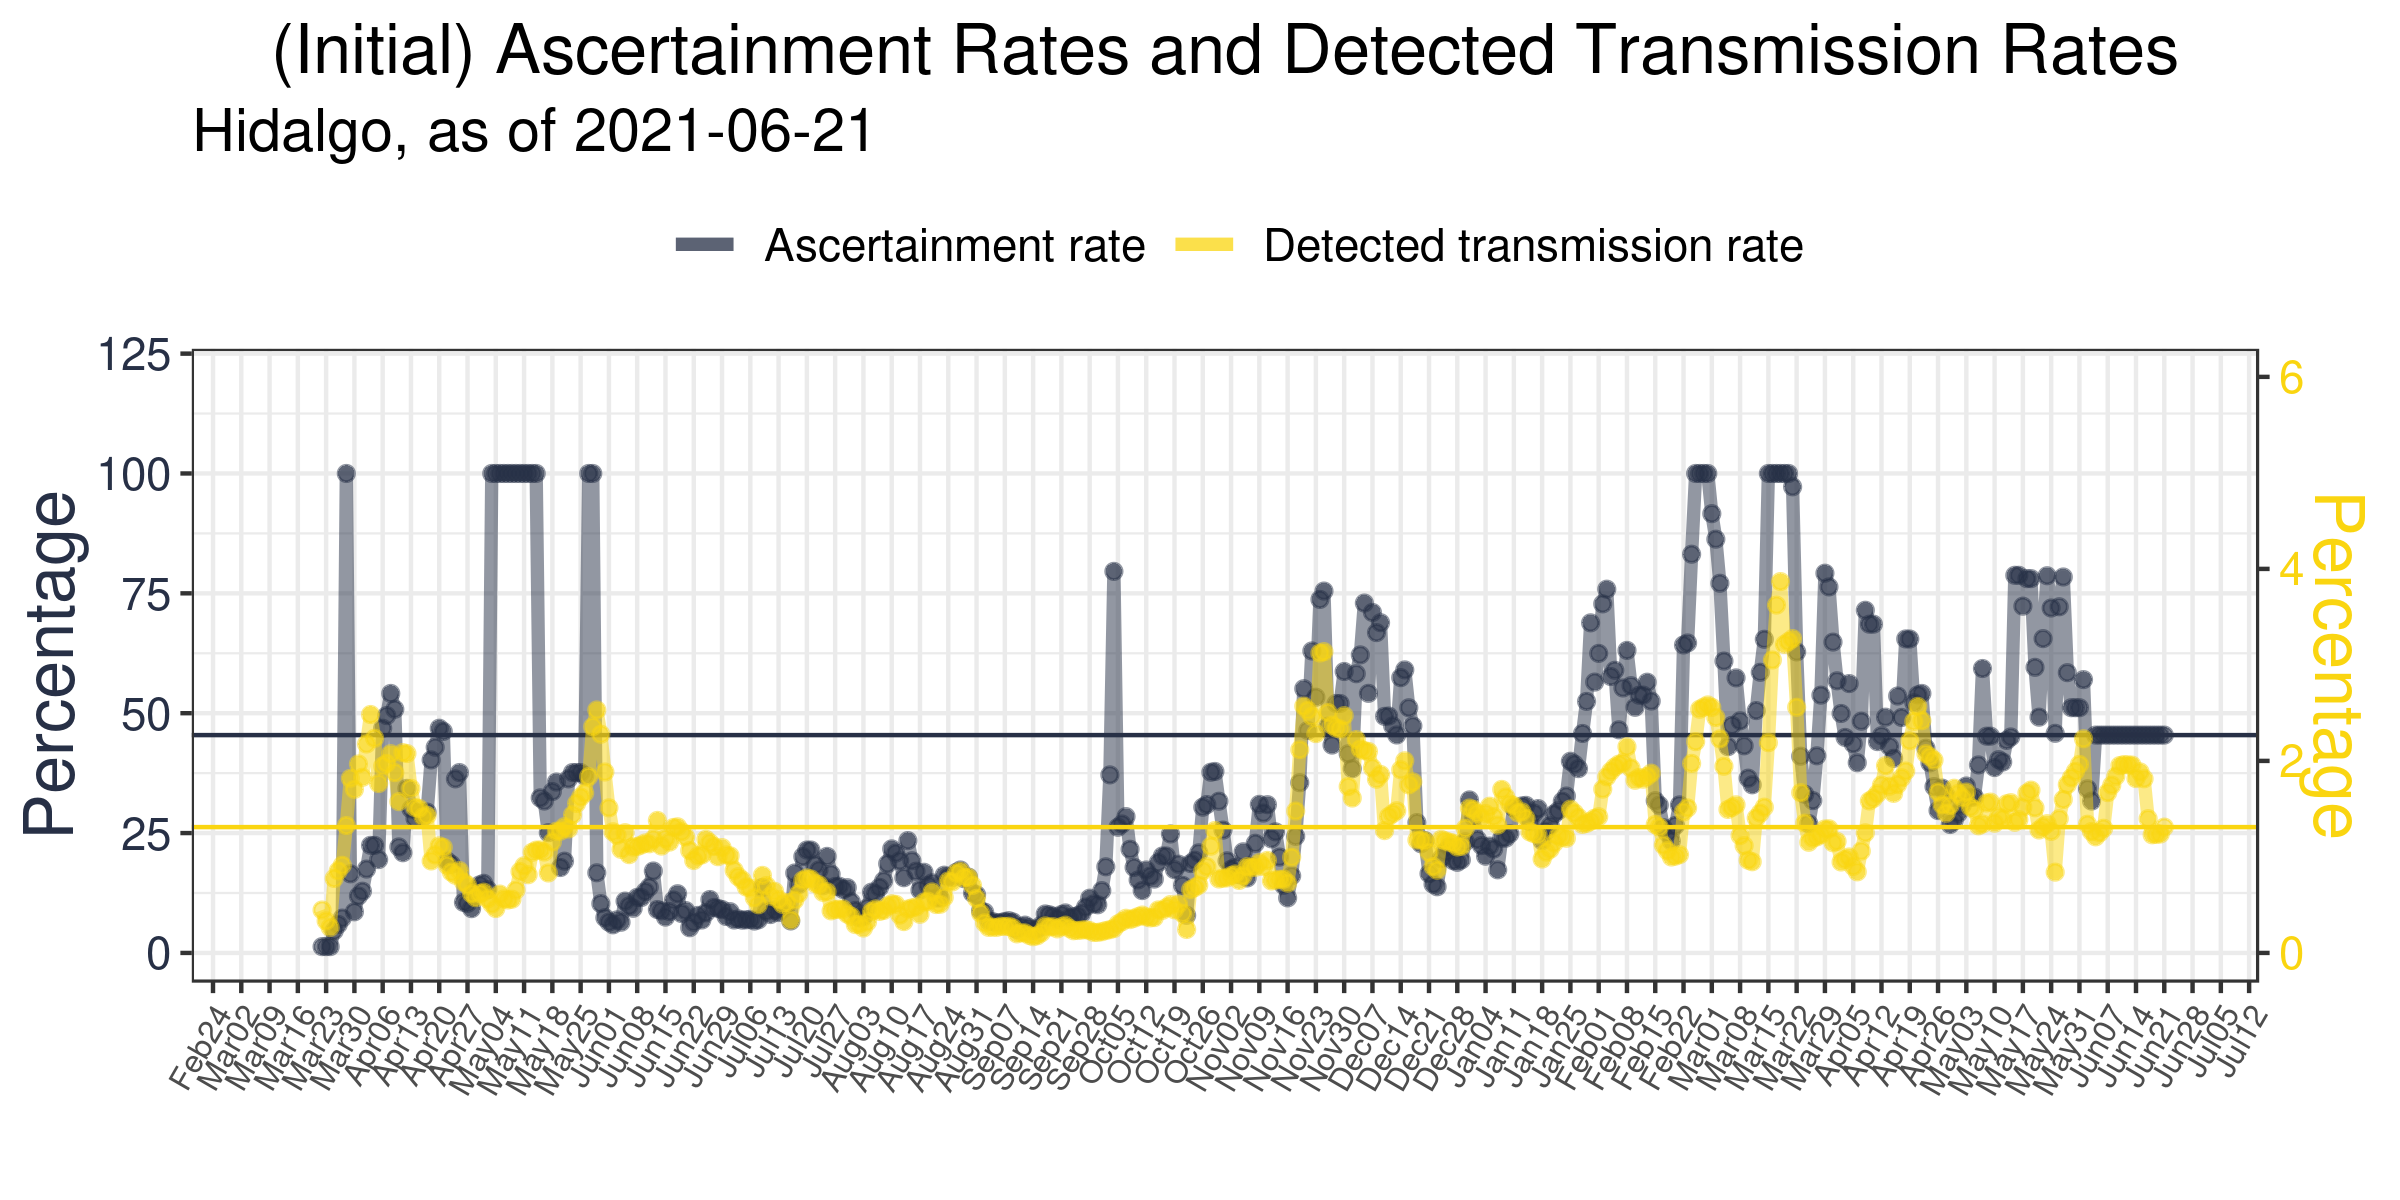 (Initial) Ascertainment Rates and Detected Transmission Rates
Hidalgo, as of 2021-06-21
Ascertainment rate Detected transmission rate
Percentage
125
100
75
50
25
0
6
4
2
0
Percentage
Feb24 Mar02 Mar09 Mar16 Mar23 Mar30 Apr06 Apr13 Apr20 Apr27 May04 May11 May18 May25 Jun01 Jun08 Jun15 Jun22 Jun29 Jul06 Jul13 Jul20 Jul27 Aug03 Aug10 Aug17 Aug24 Aug31 Sep07 Sep14 Sep21 Sep28 Oct05 Oct12 Oct19 Oct26 Nov02 Nov09 Nov16 Nov23 Nov30 Dec07 Dec14 Dec21 Dec28 Jan04 Jan11 Jan18 Jan25 Feb01 Feb08 Feb15 Feb22 Mar01 Mar08 Mar15 Mar22 Mar29 Apr05 Apr12 Apr19 Apr26 May03 May10 May17 May24 May31 Jun07 Jun14 Jun21 Jun28 Jul05 Jul12